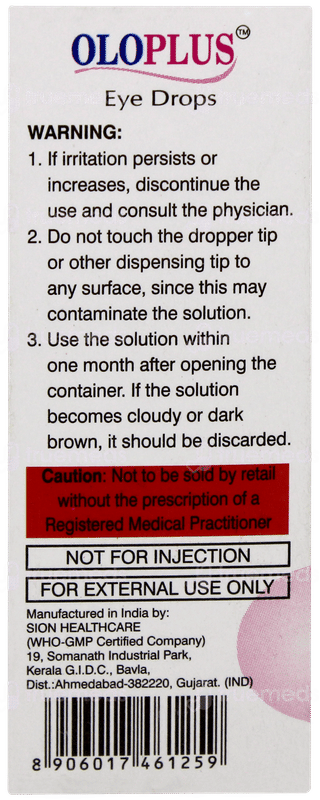 OLOPLUS™
Eye Drops
WARNING:
1. If irritation persists or
increases, discontinue the
use and consult the physician.
2. Do not touch the dropper tip
or other dispensing tip to
any surface, since this may
contaminate the solution.
3. Use the solution within
one month after opening the
container. If the solution
becomes cloudy or dark
brown, it should be discarded.
Caution: Not to be sold by retail
without the prescription of a
Registered Medical Practitioner
NOT FOR INJECTION
FOR EXTERNAL USE ONLY
Manufactured in India by:
SION HEALTHCARE
(WHO-GMP Certified Company)
19, Somanath Industrial Park,
Kerala G.I.D.C., Bavla,
Dist.:Ahmedabad-382220, Gujarat. (IND)
8 906017 461259